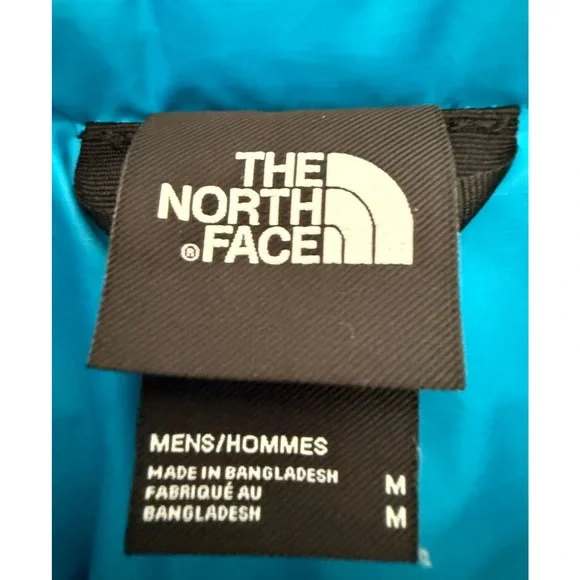 THE
NORTH
®FACE
MENS/HOMMES
MADE IN BANGLADESH M
FABRIQUÉ AU
BANGLADESH M